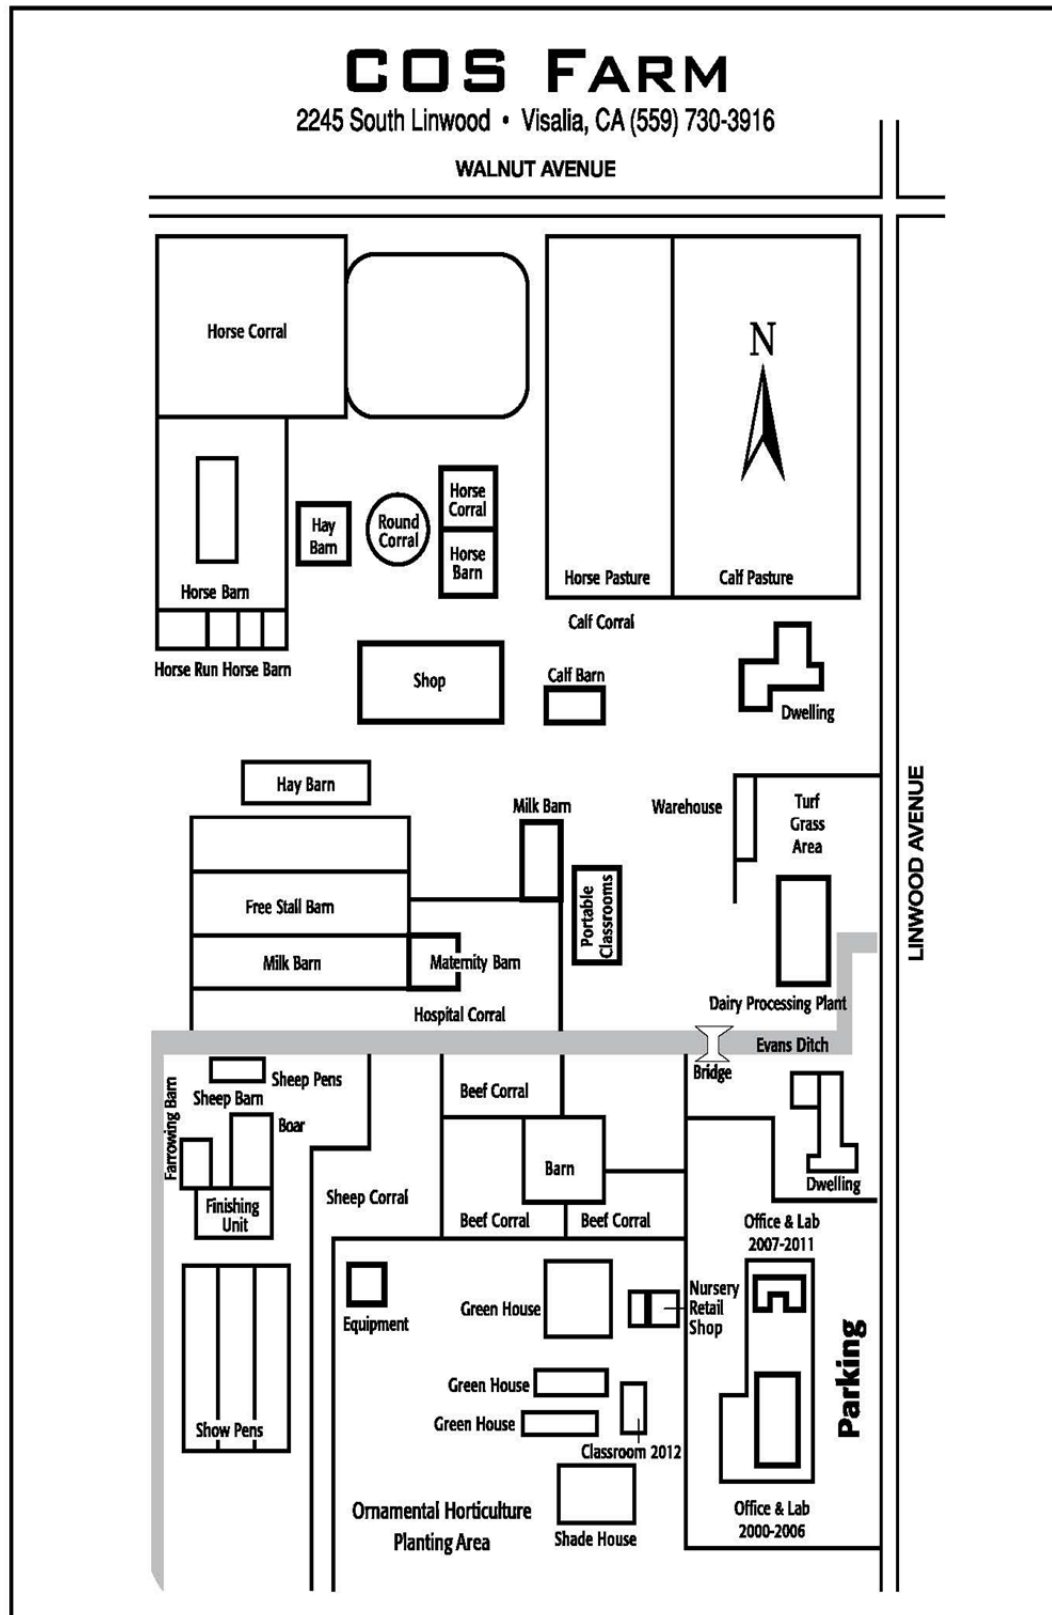 COS FARM
2245 South Linwood • Visalia, CA (559) 730-3916
WALNUT AVENUE
Horse Corral
N
Horse
Corral
Hay
Barn
Round
Corral
Horse
Barn
Horse Barn
Horse Pasture
Calf Pasture
Calf Corral
Horse Run Horse Barn
Shop
Calf Barn
Dwelling
Hay Barn
Milk Barn
Warehouse
Turf
Grass
Area
LINWOOD AVENUE
Free Stall Barn
Portable
Classrooms
Milk Barn
Maternity Barn
Hospital Corral
Dairy Processing Plant
Evans Ditch
Bridge
Sheep Pens
Sheep Barn
Farrowing Barn
Boar
Beef Corral
Barn
Finishing
Unit
Sheep Corral
Beef Corral
Beef Corral
Dwelling
Office & Lab
2007-2011
Equipment
Green House
Nursery
Retail
Shop
Parking
Green House
Green House
Classroom 2012
Show Pens
Ornamental Horticulture
Planting Area
Shade House
Office & Lab
2000-2006